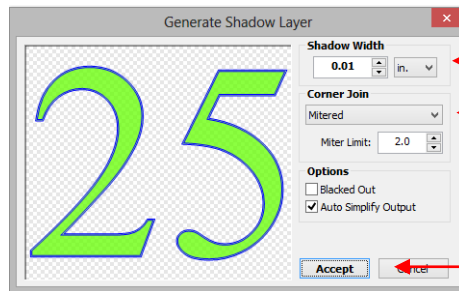 Generate Shadow Layer
25
Shadow Width
0.01 in.
Corner Join
Mitered
Miter Limit: 2.0
Options
Blacked Out
Auto Simplify Output
Accept Cancel